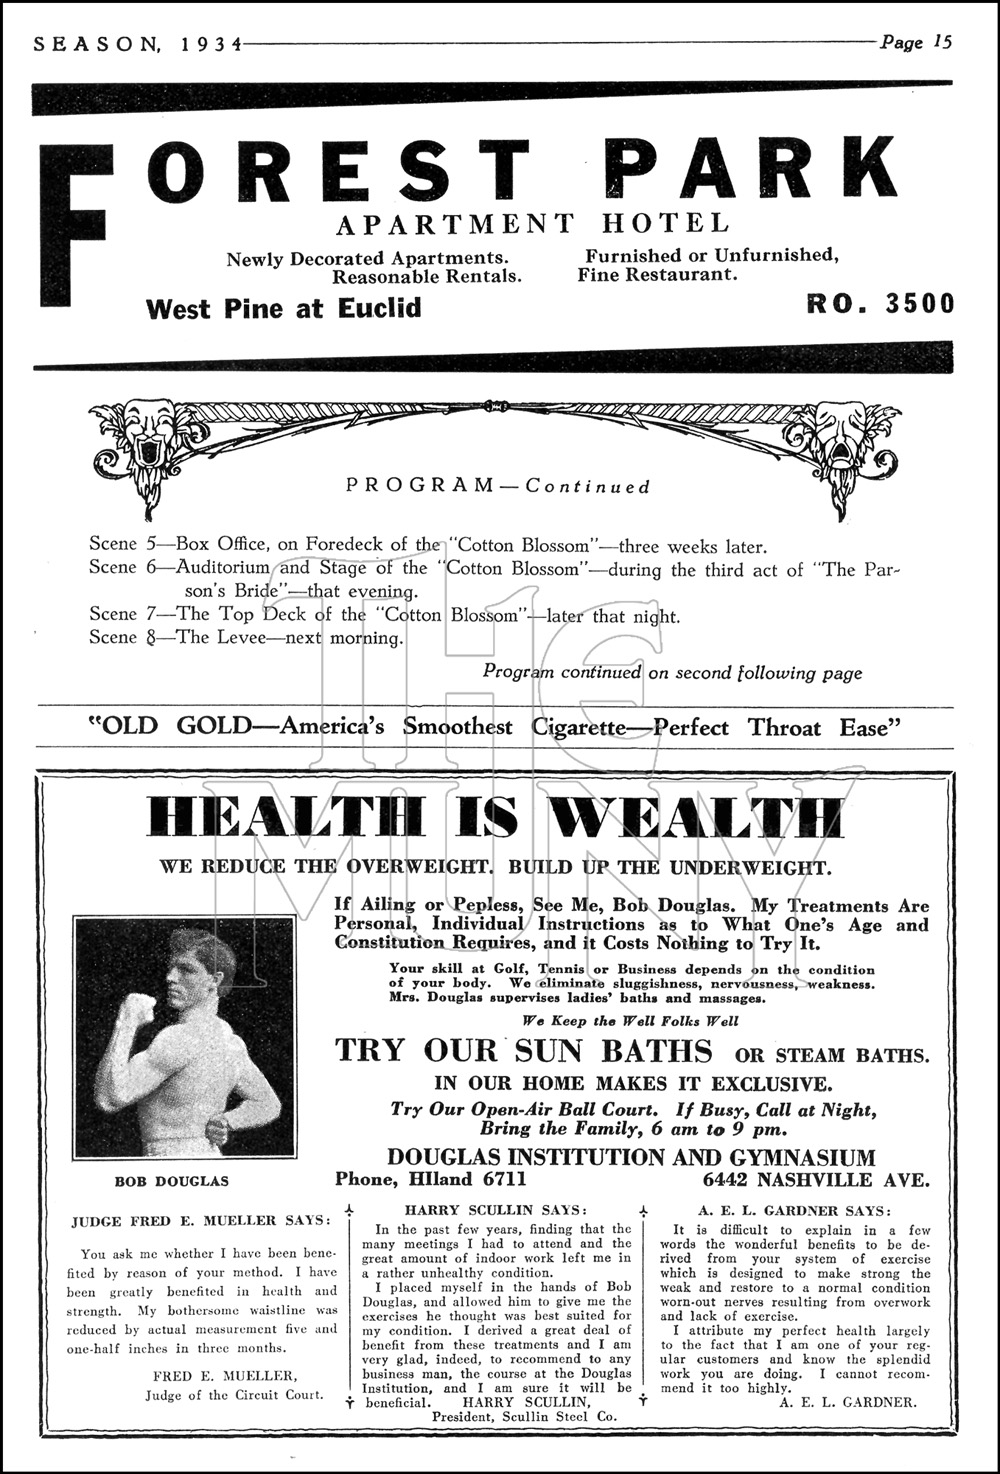 SEASON, 1934
Page 15
FOREST PARK
APARTMENT HOTEL
Newly Decorated Apartments. Furnished or Unfurnished,
Reasonable Rentals. Fine Restaurant.
West Pine at Euclid
RO. 3500
PROGRAM—Continued
Scene 5—Box Office, on Foredeck of the "Cotton Blossom"—three weeks later.
Scene 6—Auditorium and Stage of the "Cotton Blossom"—during the third act of "The Par-
son's Bride"—that evening.
Scene 7—The Top Deck of the "Cotton Blossom"—later that night.
Scene 8—The Levee—next morning.
Program continued on second following page
"OLD GOLD—America's Smoothest Cigarette—Perfect Throat Ease"
THE
MUNY
HEALTH IS WEALTH
WE REDUCE THE OVERWEIGHT. BUILD UP THE UNDERWEIGHT.
If Ailing or Pepless, See Me, Bob Douglas. My Treatments Are
Personal, Individual Instructions as to What One's Age and
Constitution Requires, and it Costs Nothing to Try It.
Your skill at Golf, Tennis or Business depends on the condition
of your body. We eliminate sluggishness, nervousness, weakness.
Mrs. Douglas supervises ladies' baths and massages.
We Keep the Well Folks Well
TRY OUR SUN BATHS OR STEAM BATHS.
IN OUR HOME MAKES IT EXCLUSIVE.
Try Our Open-Air Ball Court. If Busy, Call at Night,
Bring the Family, 6 am to 9 pm.
DOUGLAS INSTITUTION AND GYMNASIUM
Phone, HIland 6711
6442 NASHVILLE AVE.
BOB DOUGLAS
JUDGE FRED E. MUELLER SAYS:
You ask me whether I have been bene-
fited by reason of your method. I have
been greatly benefited in health and
strength. My bothersome waistline was
reduced by actual measurement five and
one-half inches in three months.
FRED E. MUELLER,
Judge of the Circuit Court.
HARRY SCULLIN SAYS:
In the past few years, finding that the
many meetings I had to attend and the
great amount of indoor work left me in
a rather unhealthy condition.
I placed myself in the hands of Bob
Douglas, and allowed him to give me the
exercises he thought was best suited for
my condition. I derived a great deal of
benefit from these treatments and I am
very glad, indeed, to recommend to any
business man, the course at the Douglas
Institution, and I am sure it will be
beneficial. HARRY SCULLIN,
President, Scullin Steel Co.
A. E. L. GARDNER SAYS:
It is difficult to explain in a few
words the wonderful benefits to be de-
rived from your system of exercise
which is designed to make strong the
weak and restore to a normal condition
worn-out nerves resulting from overwork
and lack of exercise.
I attribute my perfect health largely
to the fact that I am one of your reg-
ular customers and know the splendid
work you are doing. I cannot recom-
mend it too highly.
A. E. L. GARDNER.